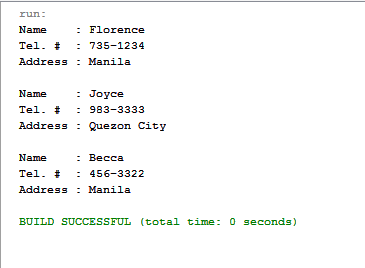 run:
Name    : Florence
Tel. #  : 735-1234
Address : Manila
Name    : Joyce
Tel. #  : 983-3333
Address : Quezon City
Name    : Becca
Tel. #  : 456-3322
Address : Manila
BUILD SUCCESSFUL (total time: 0 seconds)